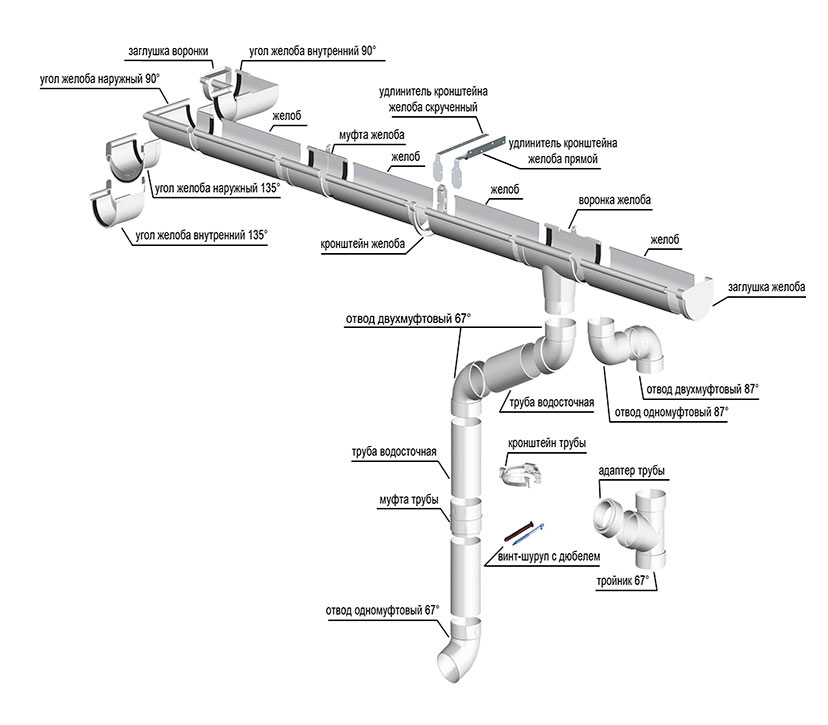 заглушка воронки
угол желоба внутренний 90°
угол желоба наружный 90°
удлинитель кронштейна
желоба скрученный
желоб
муфта желоба
удлинитель кронштейна
желоба прямой
желоб
угол желоба наружный 135°
желоб
воронка желоба
угол желоба внутренний 135°
кронштейн желоба
желоб
заглушка желоба
отвод двухмуфтовый 67°
отвод двухмуфтовый 87°
труба водосточная
отвод одномуфтовый 87°
труба водосточная
кронштейн трубы
адаптер трубы
муфта трубы
винт-шуруп с дюбелем
тройник 67°
отвод одномуфтовый 67°